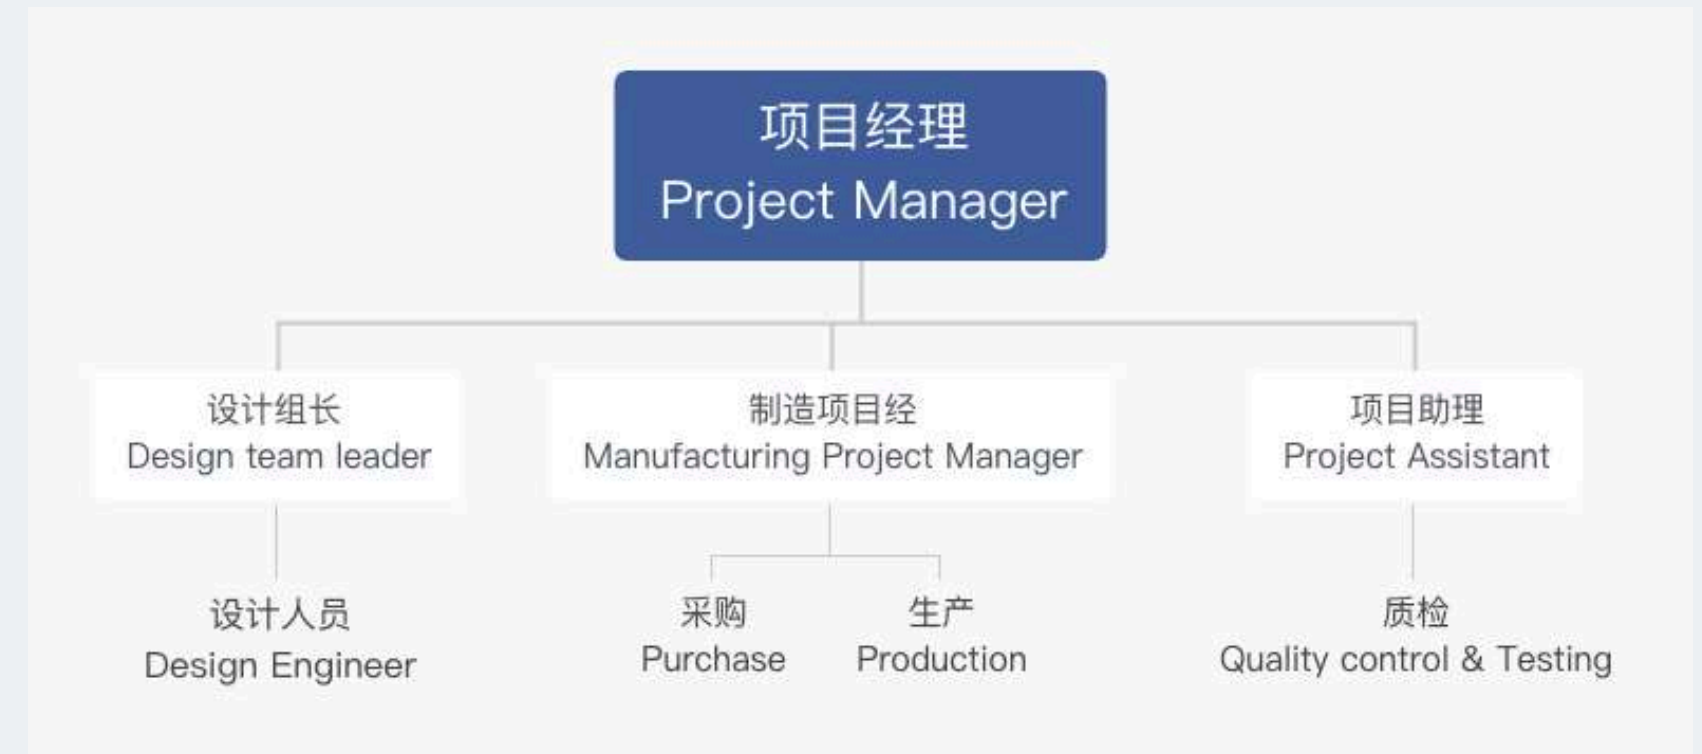 项目经理
Project Manager
设计组长
Design team leader
制造项目经
Manufacturing Project Manager
项目助理
Project Assistant
设计人员
Design Engineer
采购
Purchase
生产
Production
质检
Quality control & Testing